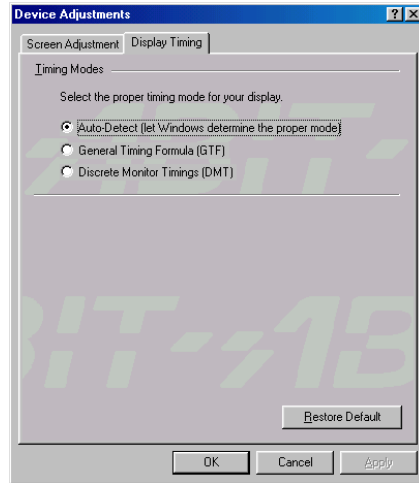 Device Adjustments
Screen Adjustment Display Timing
Timing Modes
Select the proper timing mode for your display.
Auto-Detect (let Windows determine the proper mode)
General Timing Formula (GTF)
Discrete Monitor Timings (DMT)
Restore Default
OK Cancel Apply